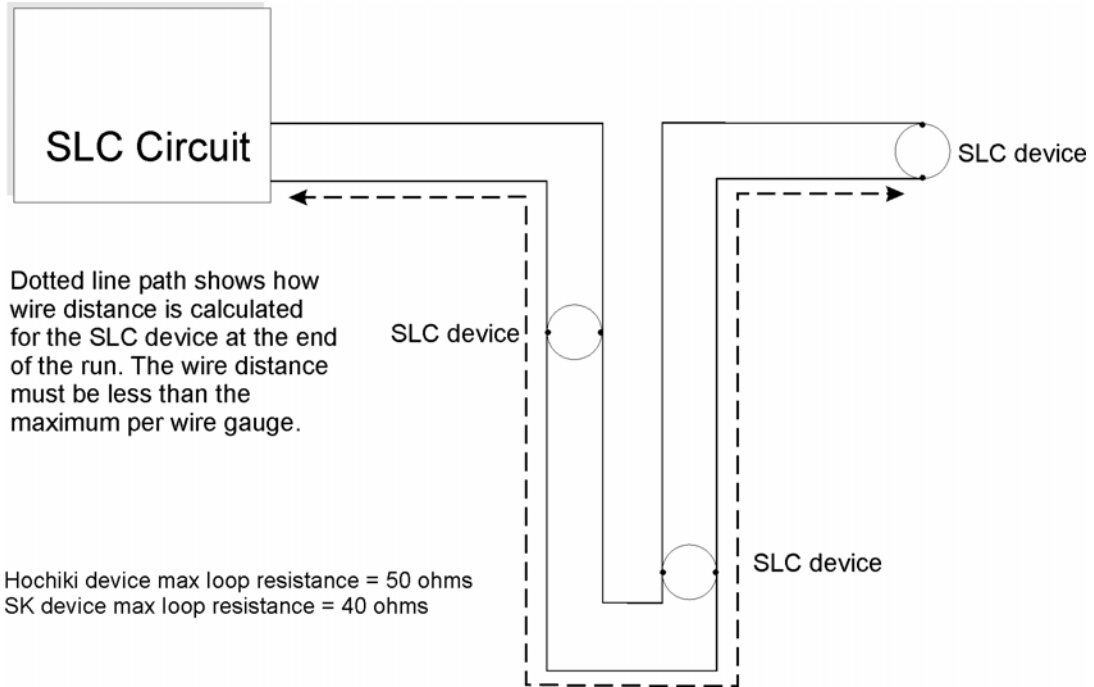 SLC Circuit
SLC device
Dotted line path shows how
wire distance is calculated
for the SLC device at the end
of the run. The wire distance
must be less than the
maximum per wire gauge.
SLC device
SLC device
Hochiki device max loop resistance = 50 ohms
SK device max loop resistance = 40 ohms